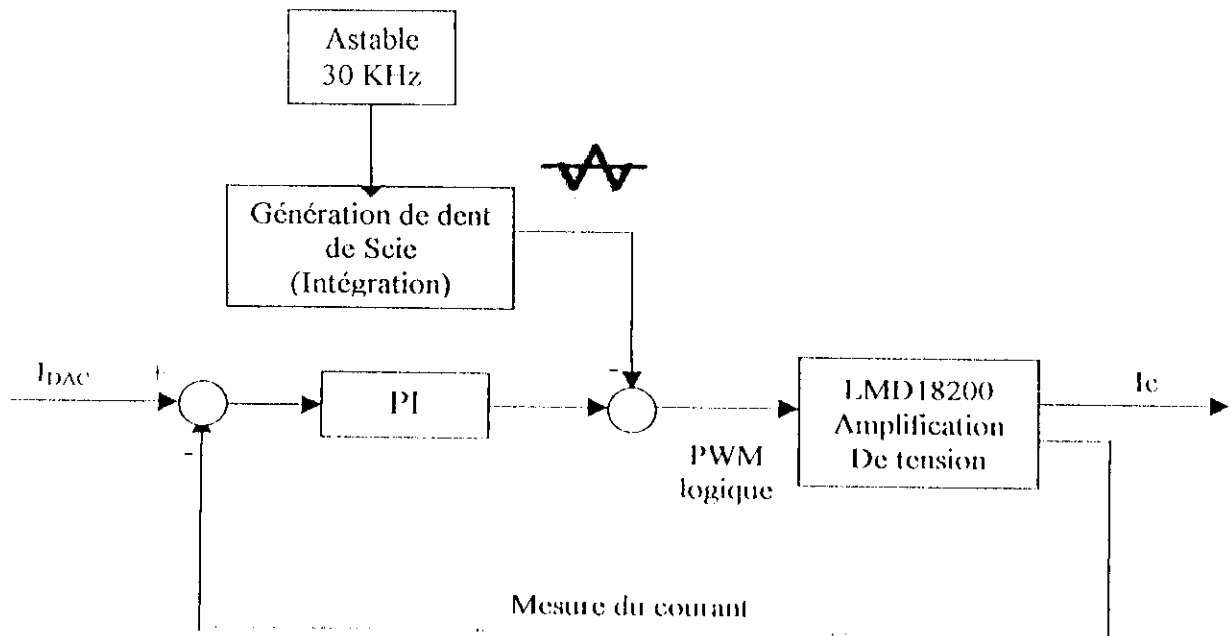 Astable
30 KHz
Génération de dent
de Scie
(Intégration)
I_DAC
+
-
PI
-
PWM
logique
LMD18200
Amplification
De tension
Ic
Mesure du courant